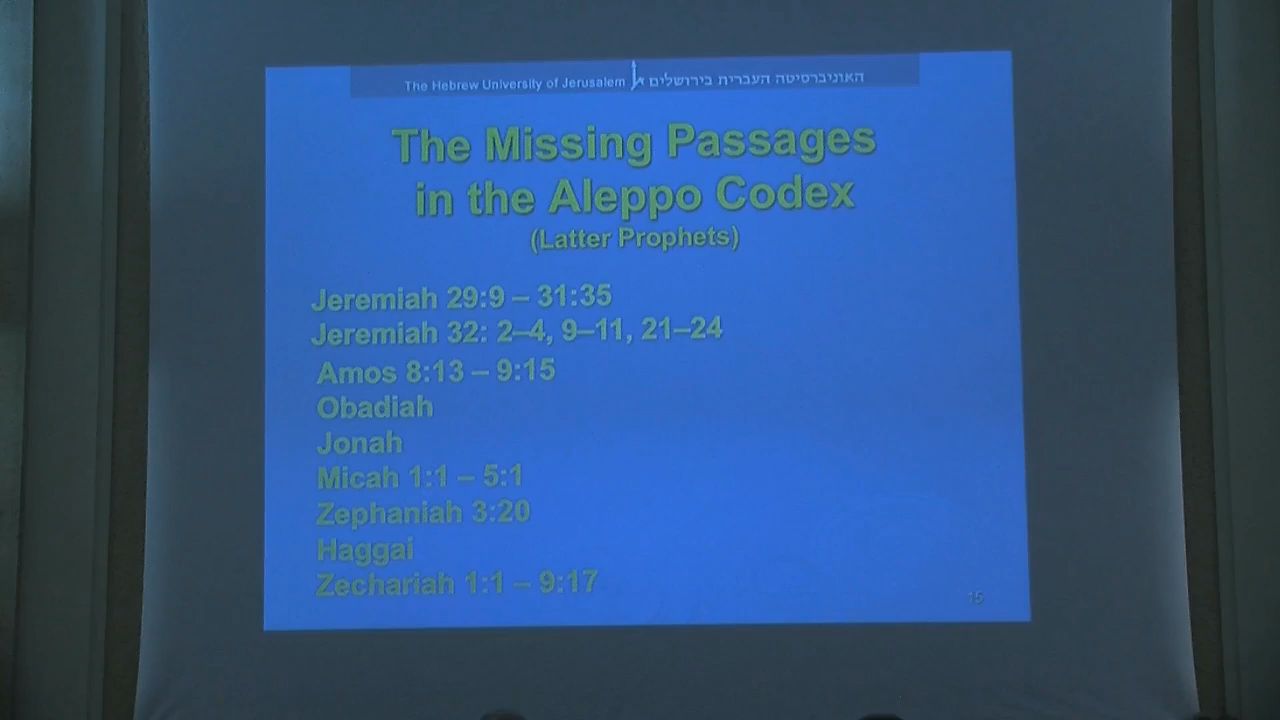 The Hebrew University of Jerusalem האוניברסיטה העברית בירושלים
The Missing Passages
in the Aleppo Codex
(Latter Prophets)
Jeremiah 29:9 – 31:35
Jeremiah 32: 2–4, 9–11, 21–24
Amos 8:13 – 9:15
Obadiah
Jonah
Micah 1:1 – 5:1
Zephaniah 3:20
Haggai
Zechariah 1:1 – 9:17
15